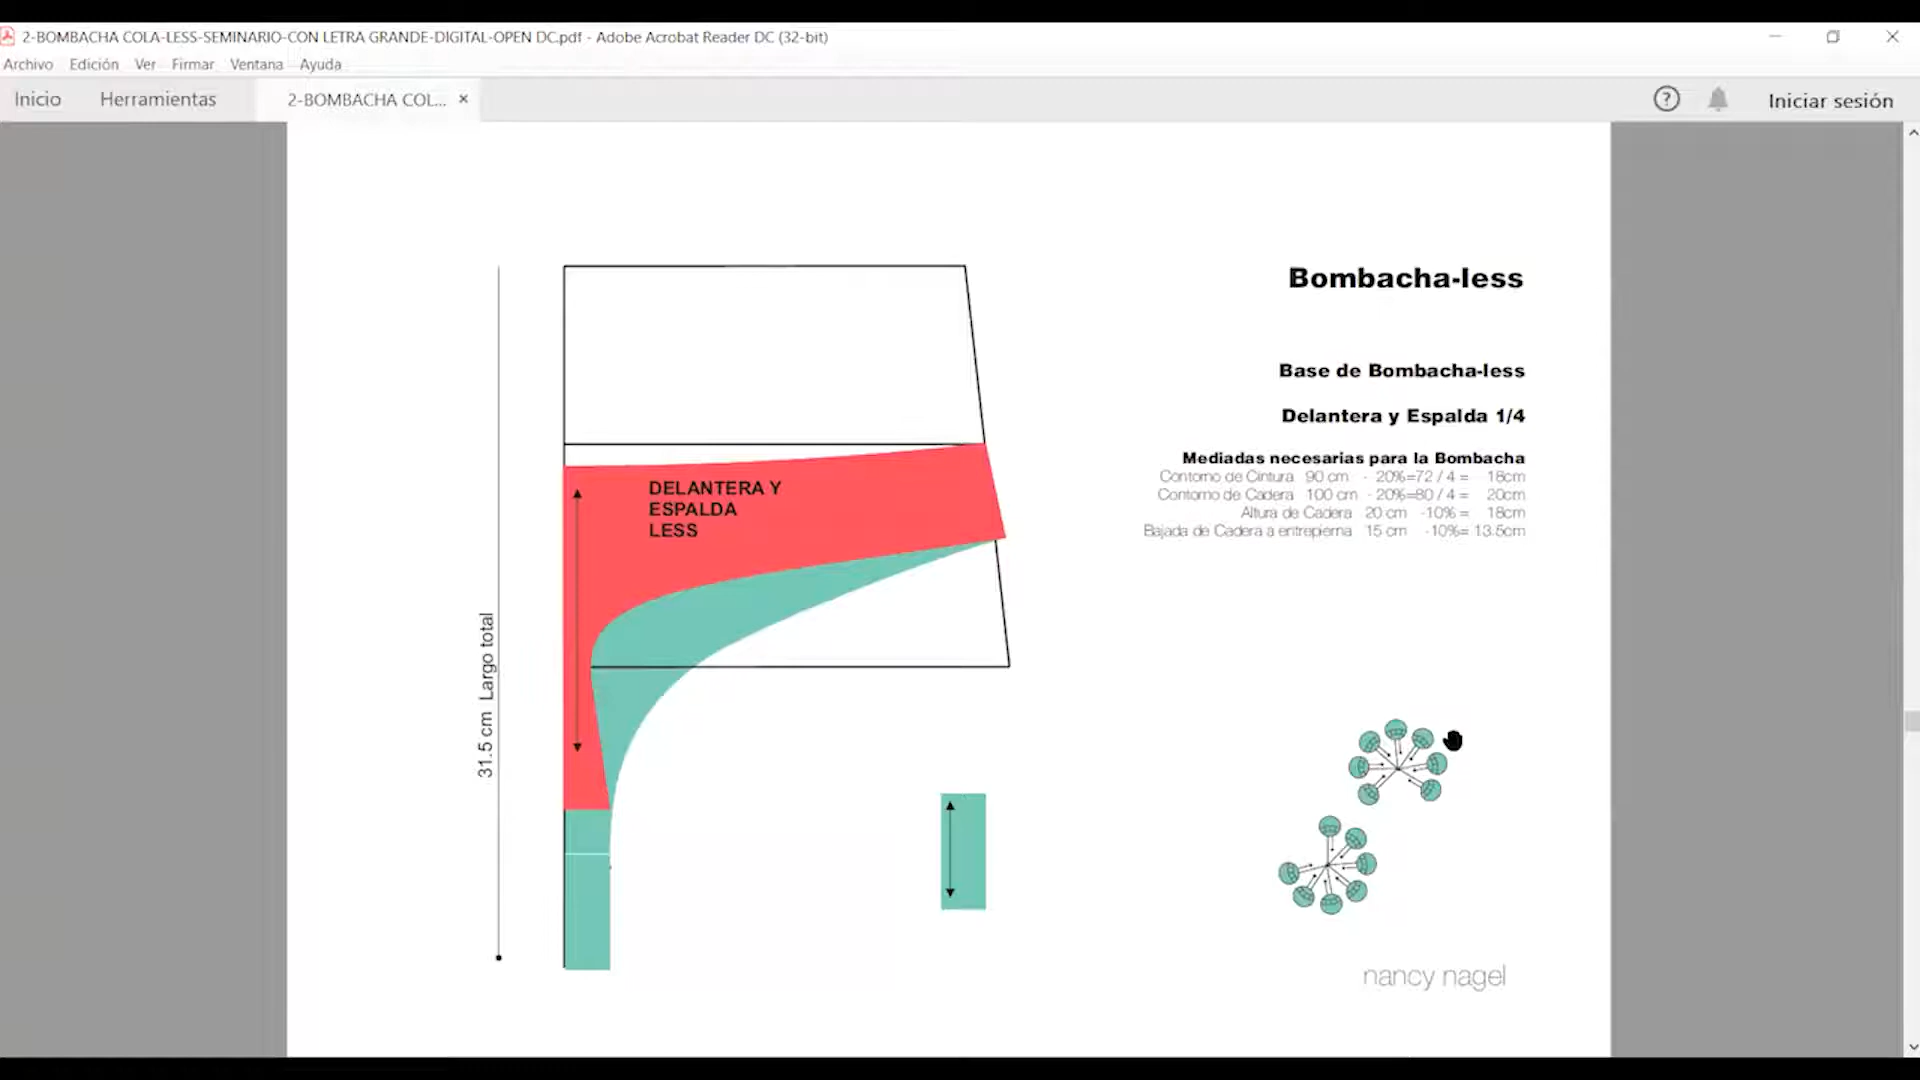 2-BOMBACHA COLA-LESS-SEMINARIO-CON LETRA GRANDE-DIGITAL-OPEN DC.pdf - Adobe Acrobat Reader DC (32-bit)
Archivo Edición Ver Firmar Ventana Ayuda
Inicio Herramientas 2-BOMBACHA COL... × ? Iniciar sesión
Bombacha-less
Base de Bombacha-less
Delantera y Espalda 1/4
Mediadas necesarias para la Bombacha
Contorno de Cintura 90 cm - 20%=72 / 4 = 18cm
Contorno de Cadera 100 cm - 20%=80 / 4 = 20cm
Altura de Cadera 20 cm -10% = 18cm
Bajada de Cadera a entrepierna 15 cm -10%= 13.5cm
DELANTERA Y
ESPALDA
LESS
31.5 cm Largo total
nancy nagel